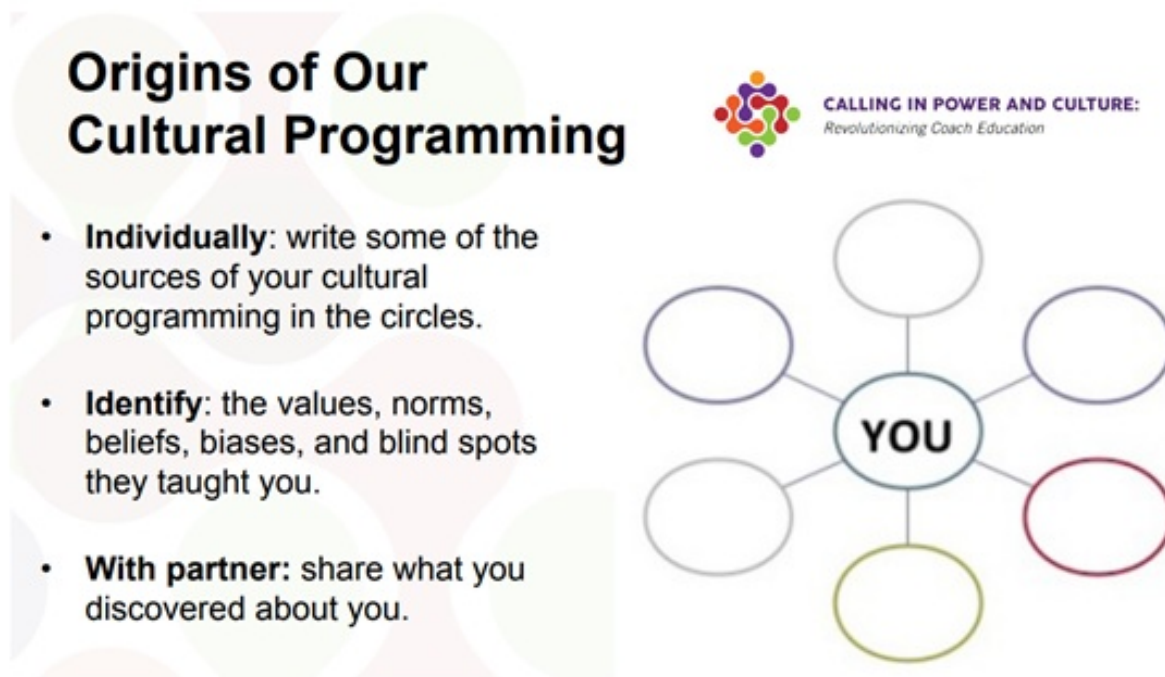 Origins of Our
Cultural Programming
CALLING IN POWER AND CULTURE:
Revolutionizing Coach Education
• Individually: write some of the
sources of your cultural
programming in the circles.
• Identify: the values, norms,
beliefs, biases, and blind spots
they taught you.
• With partner: share what you
discovered about you.
YOU